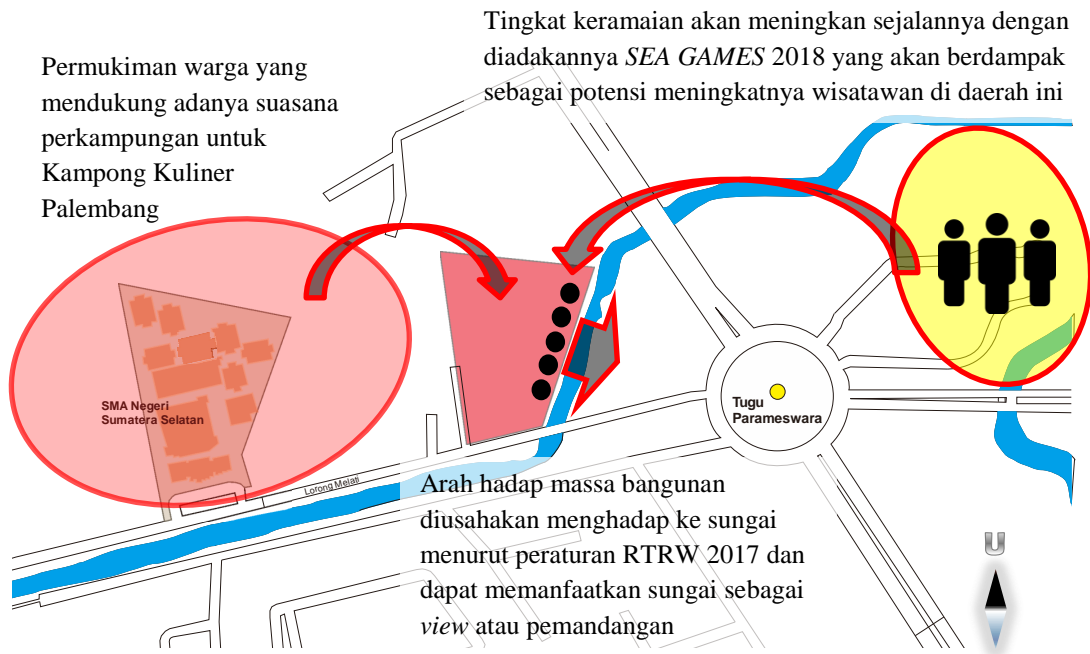 Tingkat keramaian akan meningkan sejalannya dengan
diadakannya SEA GAMES 2018 yang akan berdampak
sebagai potensi meningkatnya wisatawan di daerah ini
Permukiman warga yang
mendukung adanya suasana
perkampungan untuk
Kampong Kuliner
Palembang
SMA Negeri
Sumatera Selatan
Tugu
Parameswara
Lorong Melati
Arah hadap massa bangunan
diusahakan menghadap ke sungai
menurut peraturan RTRW 2017 dan
dapat memanfaatkan sungai sebagai
view atau pemandangan
U